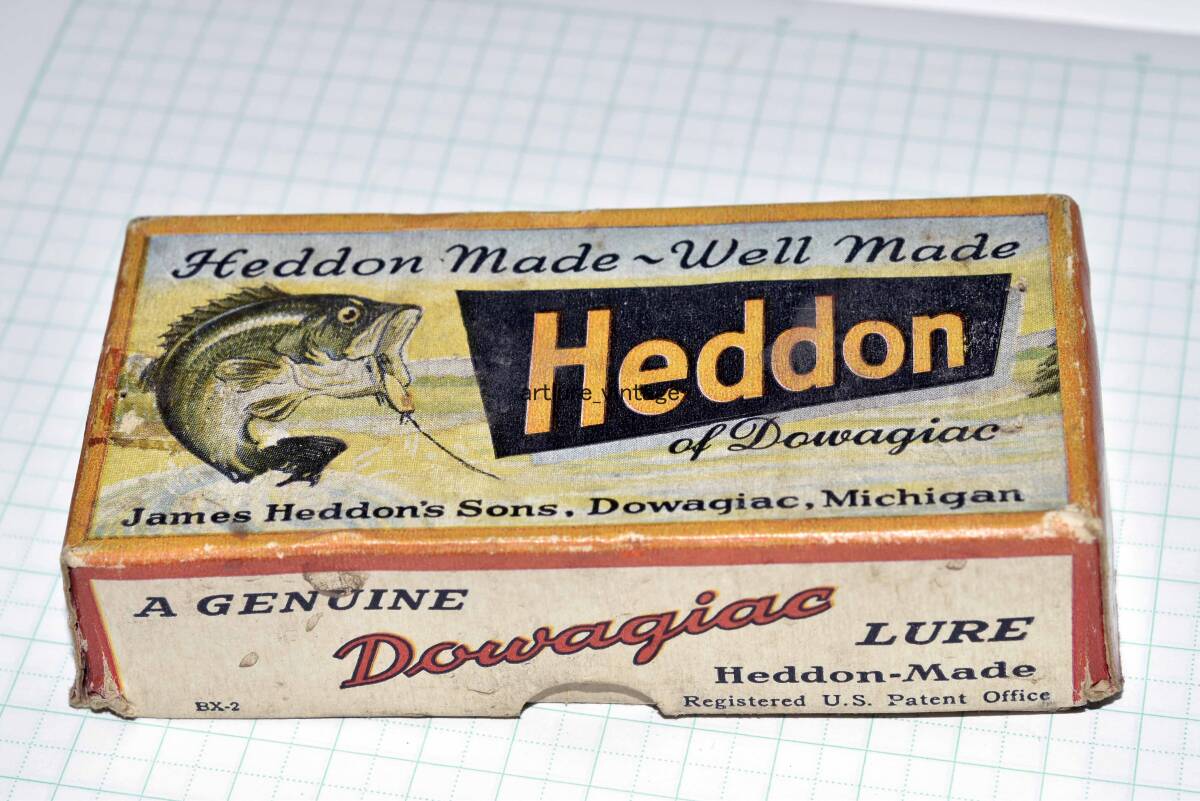 Heddon Made ~ Well Made
Heddon
of Dowagiac
James Heddon's Sons, Dowagiac, Michigan
A GENUINE
Dowagiac
LURE
Heddon-Made
BX-2
Registered U.S. Patent Office